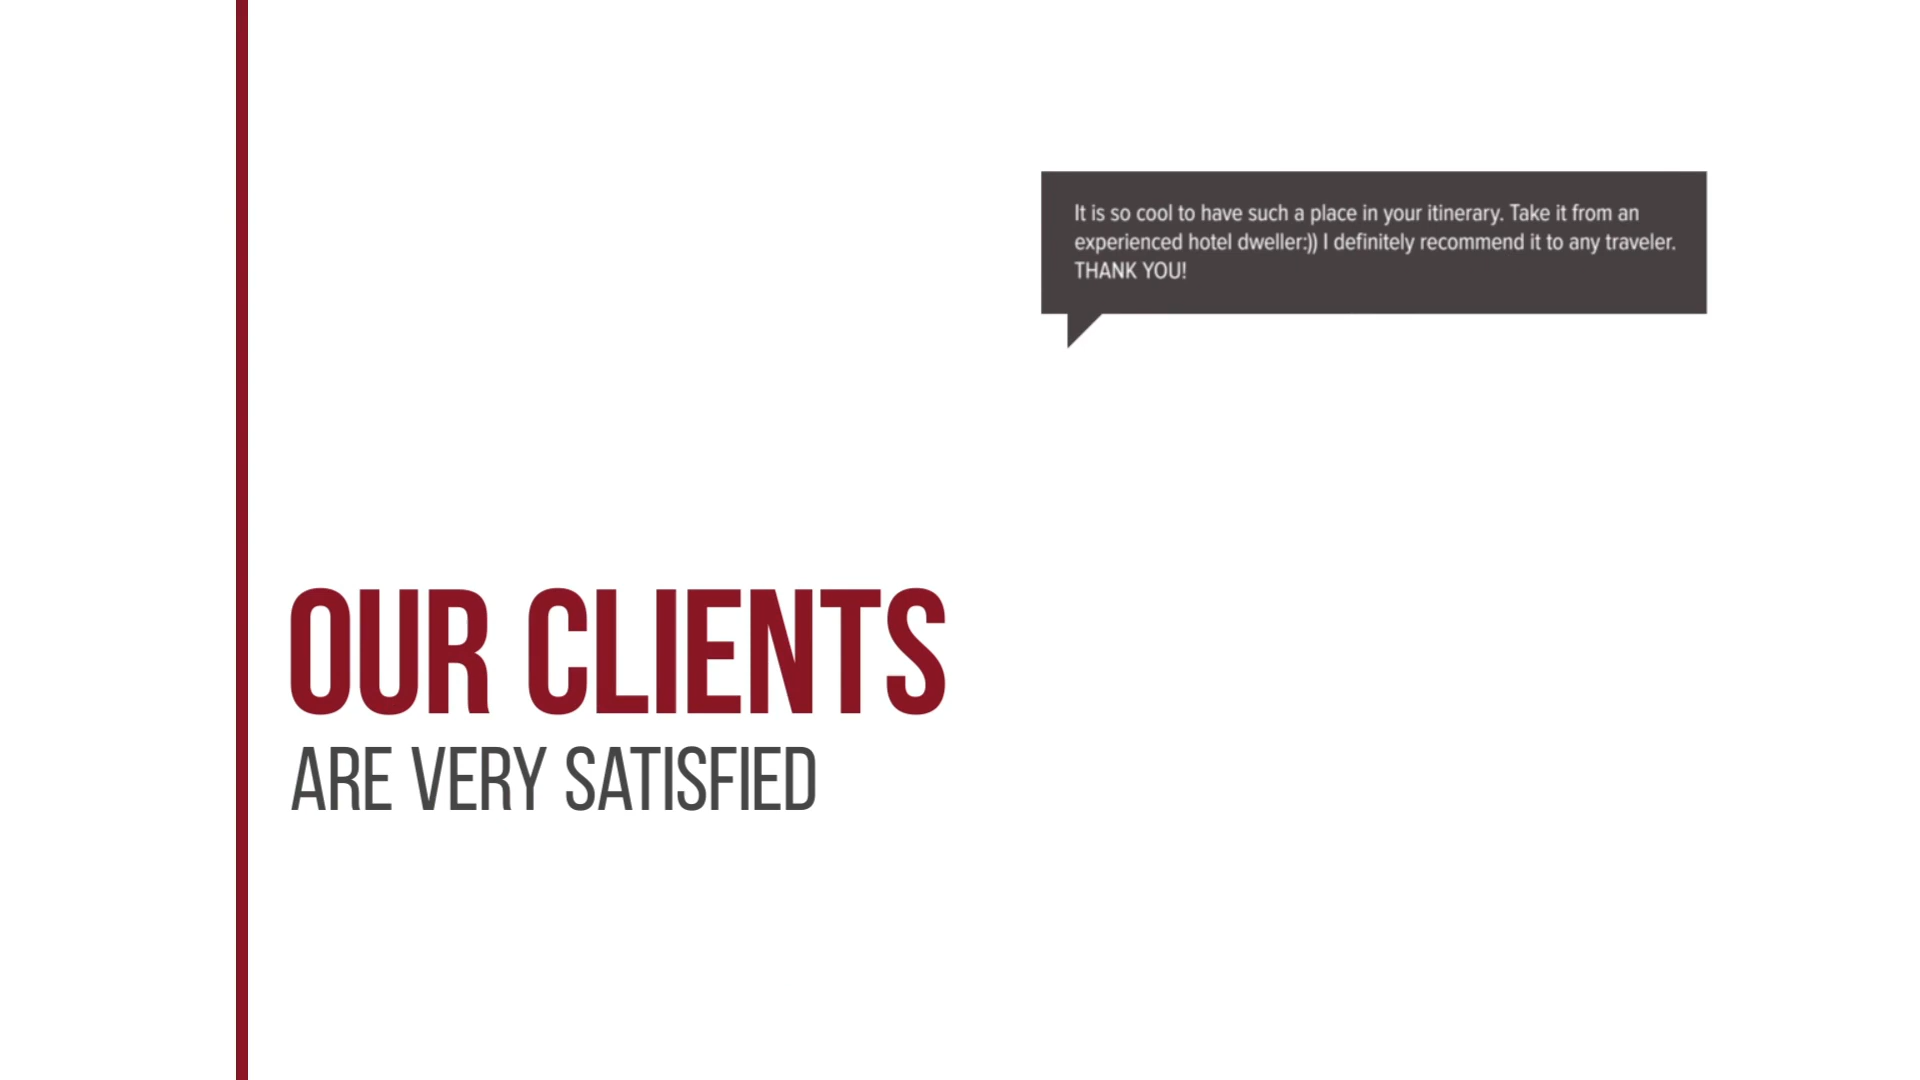 It is so cool to have such a place in your itinerary. Take it from an
experienced hotel dweller:)) I definitely recommend it to any traveler.
THANK YOU!
OUR CLIENTS
ARE VERY SATISFIED